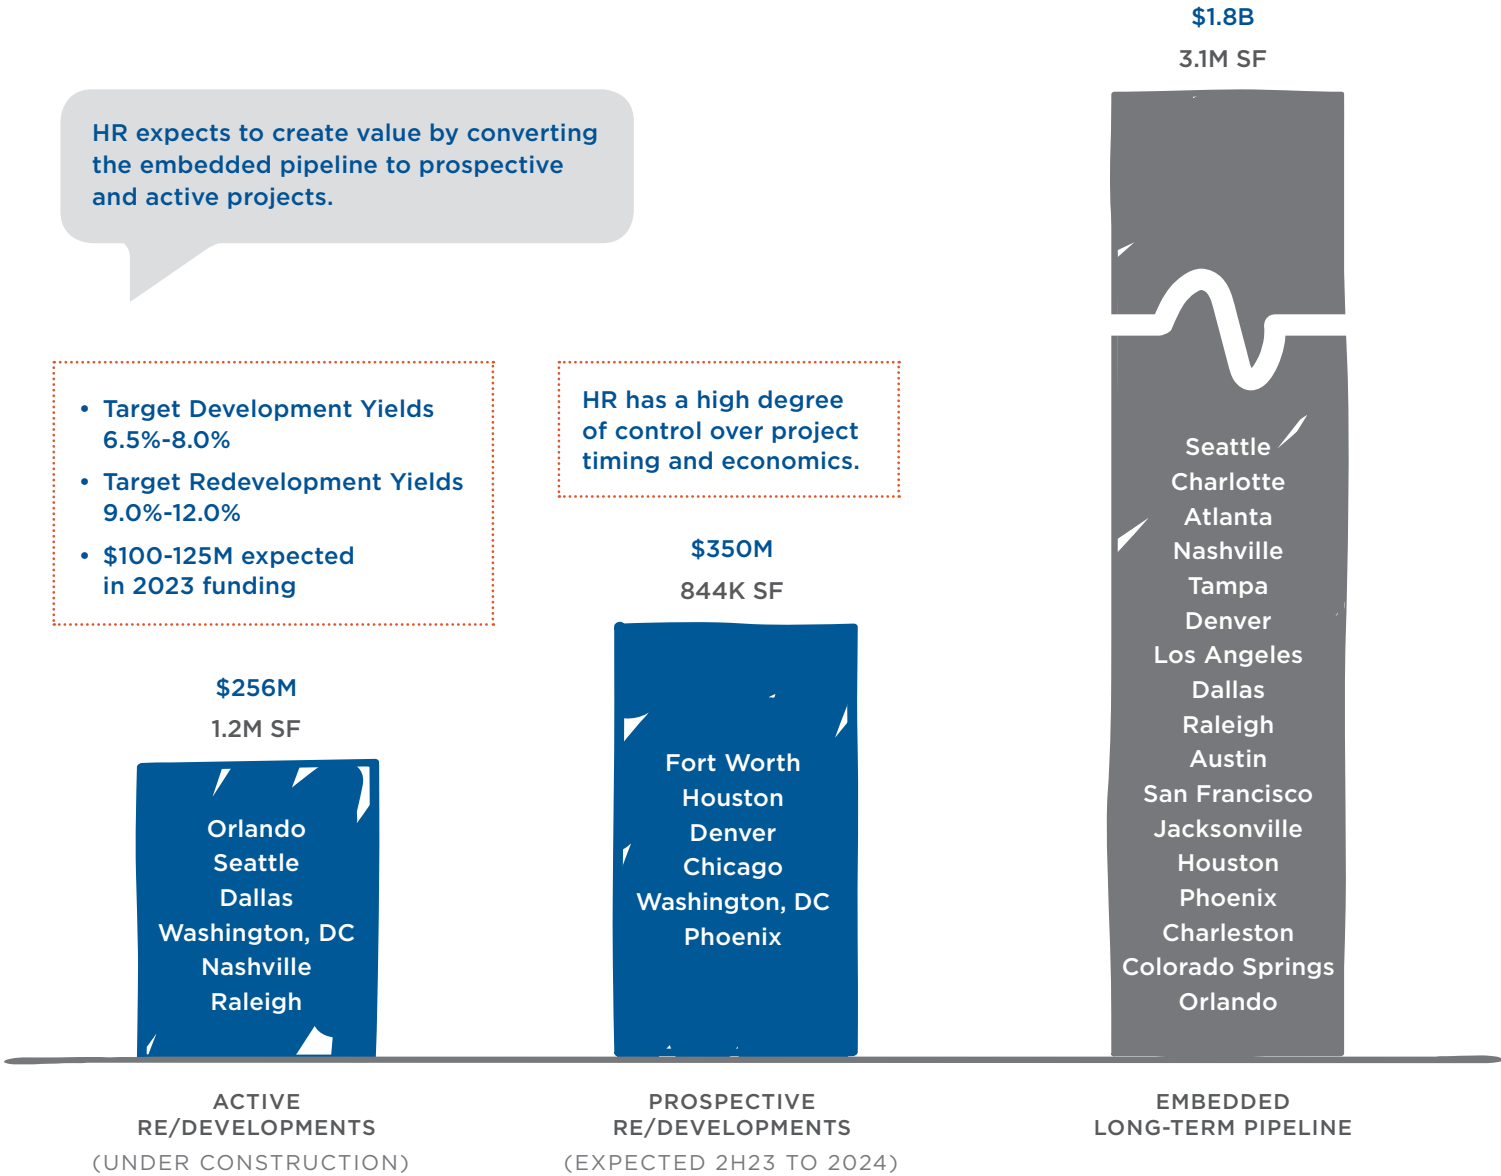 $1.8B
3.1M SF
HR expects to create value by converting
the embedded pipeline to prospective
and active projects.
• Target Development Yields
6.5%-8.0%
• Target Redevelopment Yields
9.0%-12.0%
• $100-125M expected
in 2023 funding
HR has a high degree
of control over project
timing and economics.
$256M
1.2M SF
$350M
844K SF
Orlando
Seattle
Dallas
Washington, DC
Nashville
Raleigh
Fort Worth
Houston
Denver
Chicago
Washington, DC
Phoenix
Seattle
Charlotte
Atlanta
Nashville
Tampa
Denver
Los Angeles
Dallas
Raleigh
Austin
San Francisco
Jacksonville
Houston
Phoenix
Charleston
Colorado Springs
Orlando
ACTIVE
RE/DEVELOPMENTS
(UNDER CONSTRUCTION)
PROSPECTIVE
RE/DEVELOPMENTS
(EXPECTED 2H23 TO 2024)
EMBEDDED
LONG-TERM PIPELINE